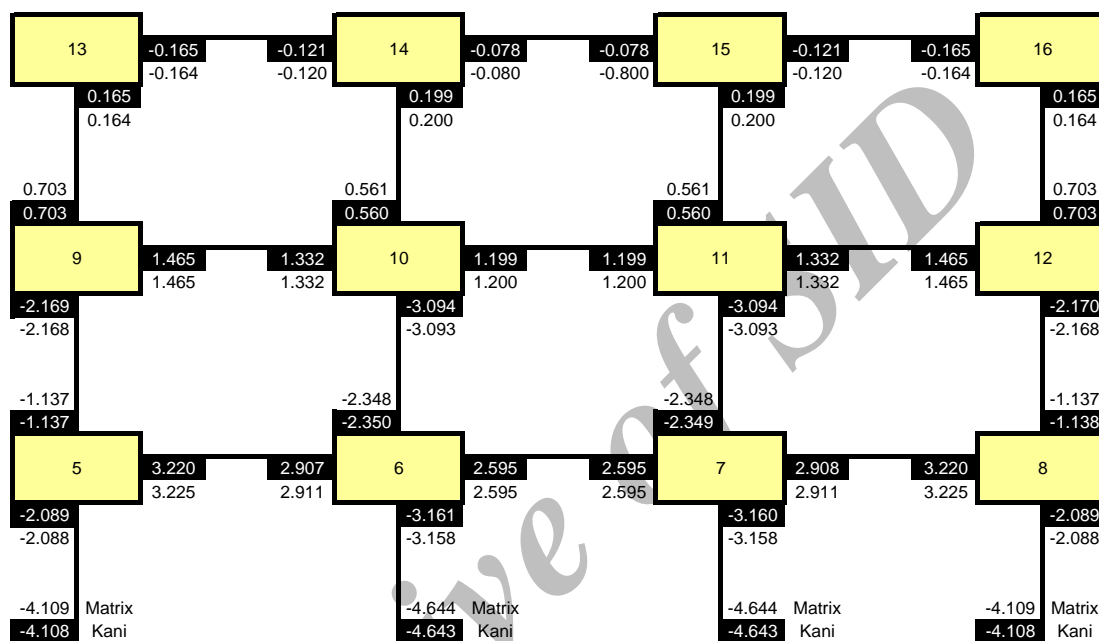 13 -0.165 -0.121 14 -0.078 -0.078 15 -0.121 -0.165 16
-0.164 -0.120 -0.080 -0.800 -0.120 -0.164
0.165 0.199 0.199 0.165
0.164 0.200 0.200 0.164
0.703 0.561 0.561 0.703
0.703 0.560 0.560 0.703
9 1.465 1.332 10 1.199 1.199 11 1.332 1.465 12
1.465 1.332 1.200 1.200 1.332 1.465
-2.169 -3.094 -3.094 -2.170
-2.168 -3.093 -3.093 -2.168
-1.137 -2.348 -2.348 -1.137
-1.137 -2.350 -2.349 -1.138
5 3.220 2.907 6 2.595 2.595 7 2.908 3.220 8
3.225 2.911 2.595 2.595 2.911 3.225
-2.089 -3.161 -3.160 -2.089
-2.088 -3.158 -3.158 -2.088
-4.109 Matrix -4.644 Matrix -4.644 Matrix -4.109 Matrix
-4.108 Kani -4.643 Kani -4.643 Kani -4.108 Kani
ive of SID